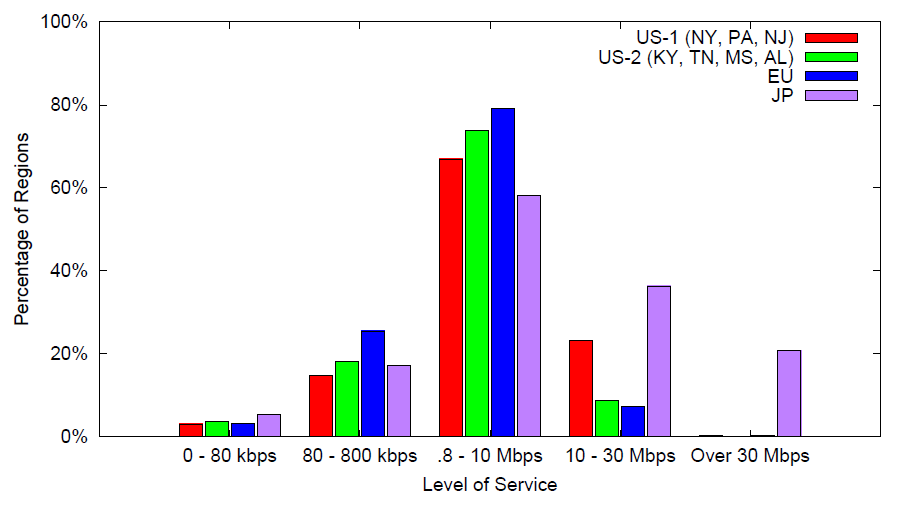 100%
80%
60%
40%
20%
0%
Percentage of Regions
US-1 (NY, PA, NJ)
US-2 (KY, TN, MS, AL)
EU
JP
0 - 80 kbps
80 - 800 kbps
.8 - 10 Mbps
10 - 30 Mbps
Over 30 Mbps
Level of Service